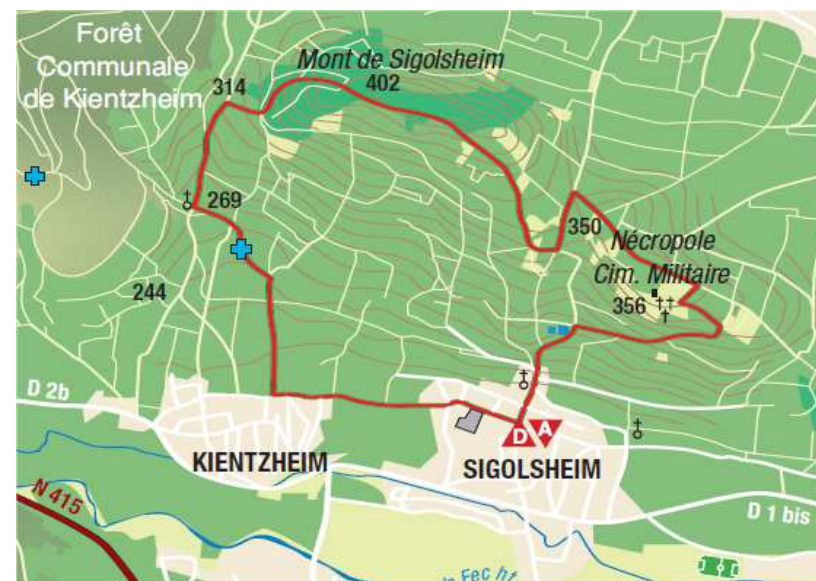 Forêt
Communale
de Kientzheim
Mont de Sigolsheim
402
314
269
350
Nécropole
Cim. Militaire
356
244
D 2b
KIENTZHEIM
D
A
SIGOLSHEIM
N 415
D 1 bis
Fecht